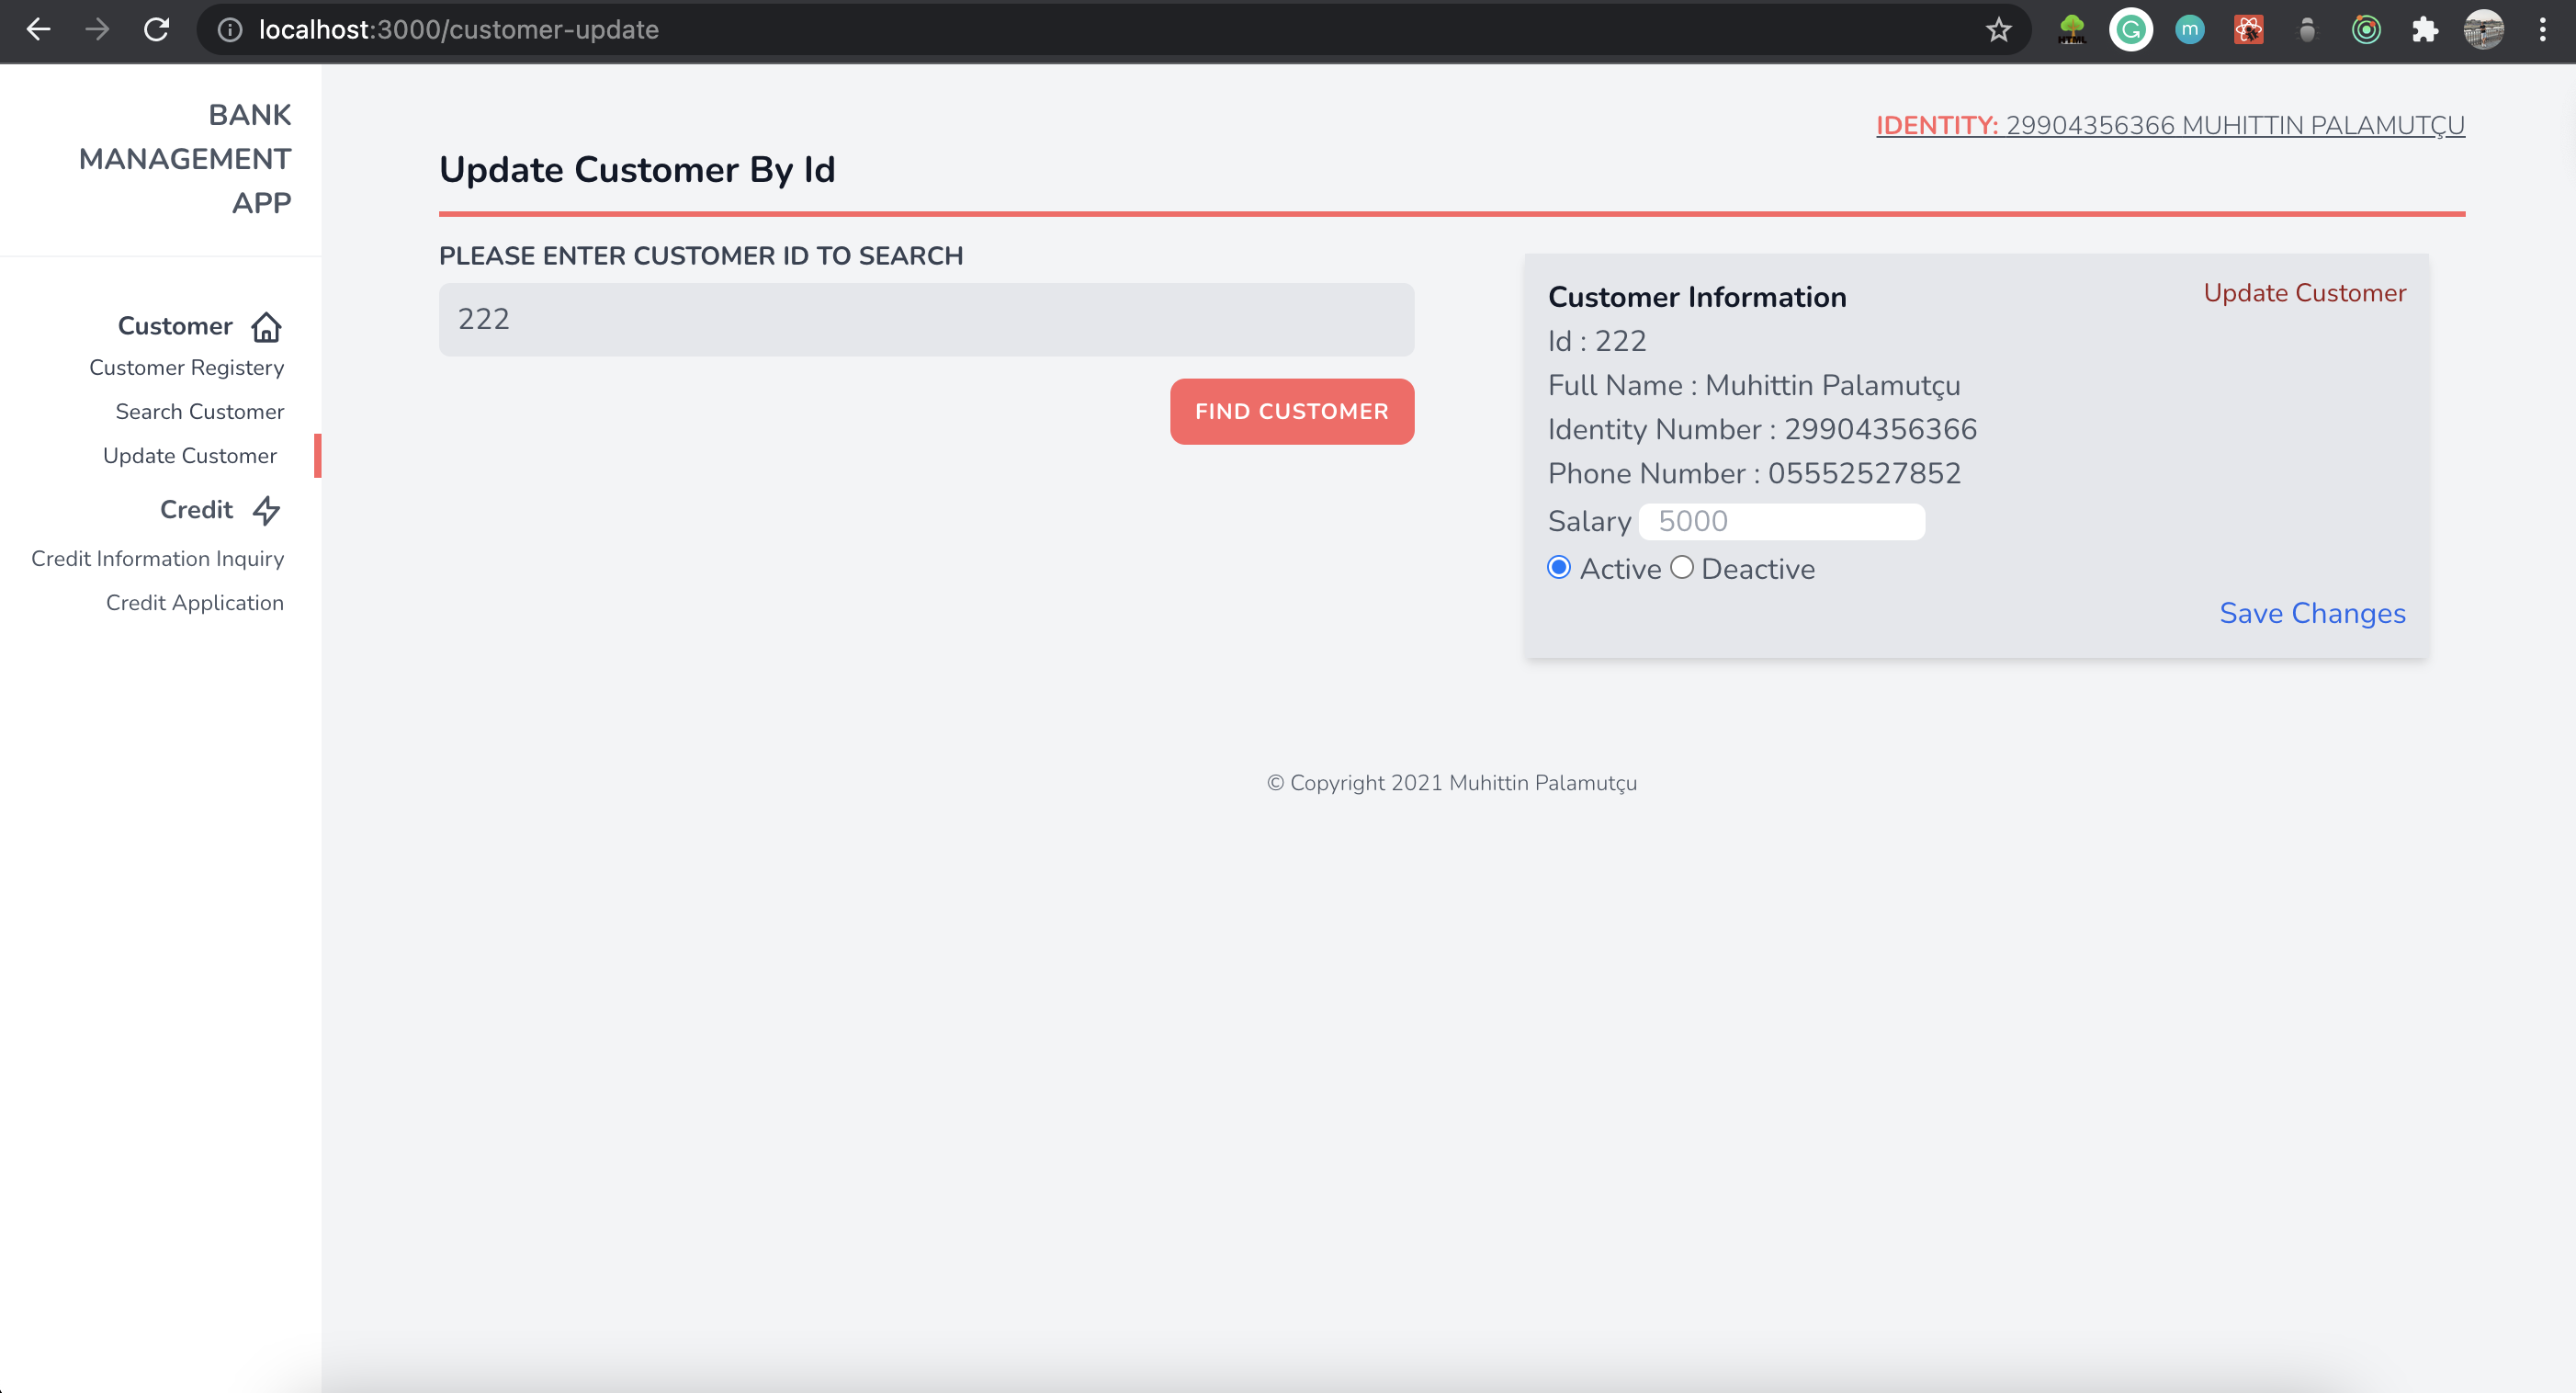 localhost:3000/customer-update
BANK
MANAGEMENT
APP
Customer
Customer Registery
Search Customer
Update Customer
Credit
Credit Information Inquiry
Credit Application
IDENTITY: 29904356366 MUHITTIN PALAMUTÇU
Update Customer By Id
PLEASE ENTER CUSTOMER ID TO SEARCH
222
FIND CUSTOMER
Customer Information
Update Customer
Id : 222
Full Name : Muhittin Palamutçu
Identity Number : 29904356366
Phone Number : 05552527852
Salary 5000
Active Deactive
Save Changes
© Copyright 2021 Muhittin Palamutçu
HTML
G
m